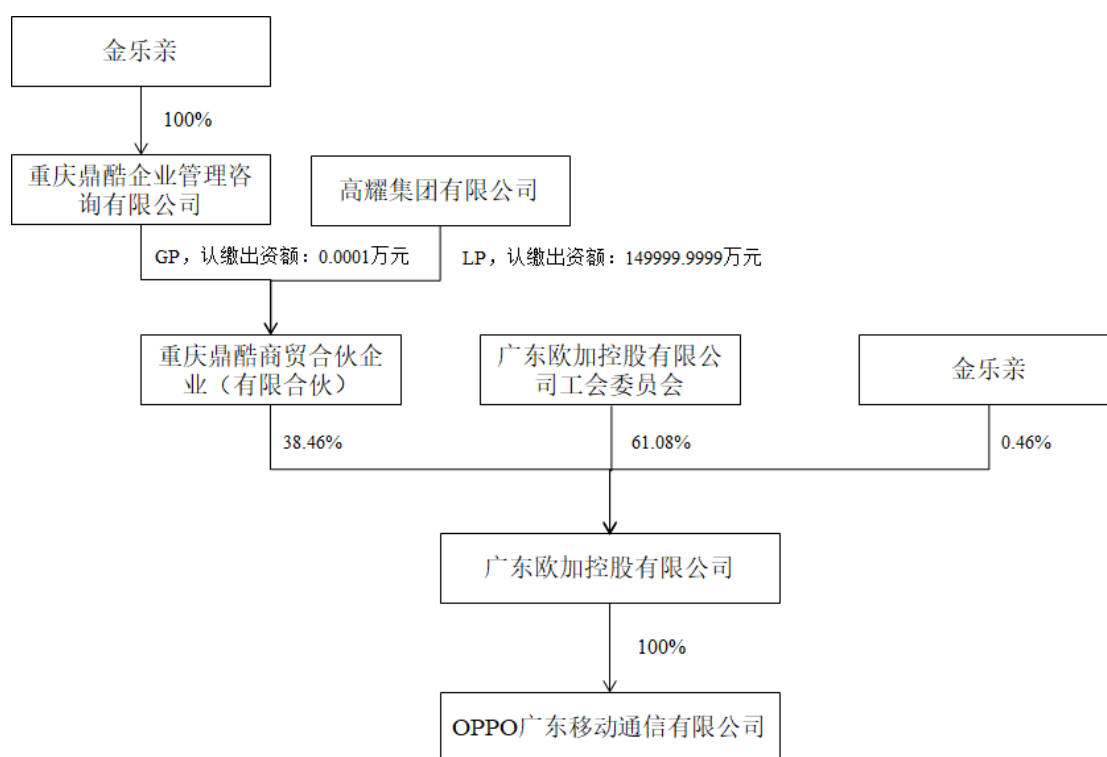 金乐亲
100%
重庆鼎酷企业管理咨
询有限公司
高耀集团有限公司
GP，认缴出资额：0.0001万元
LP，认缴出资额：149999.9999万元
重庆鼎酷商贸合伙企
业（有限合伙）
广东欧加控股有限公
司工会委员会
金乐亲
38.46%
61.08%
0.46%
广东欧加控股有限公司
100%
OPPO广东移动通信有限公司